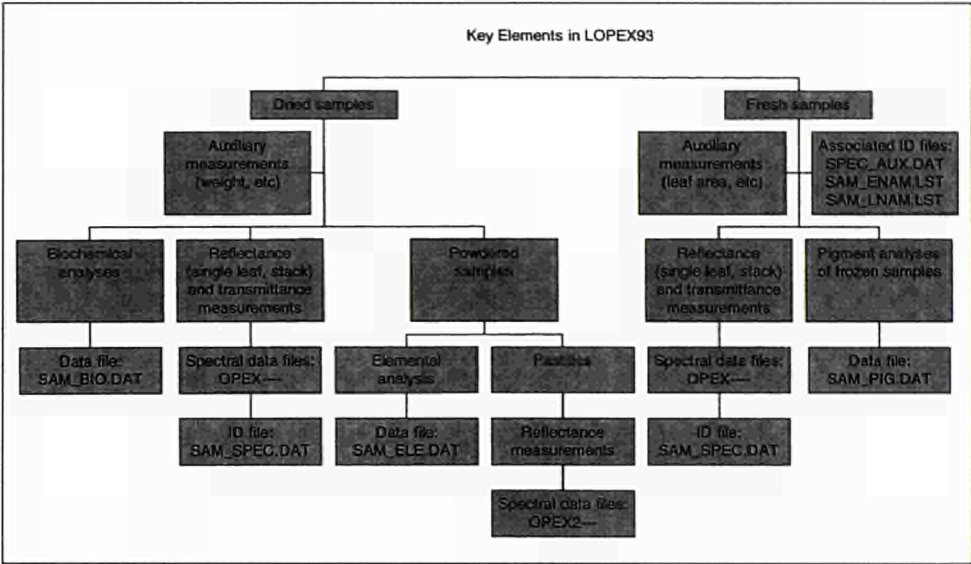 Key Elements in LOPEX93
Dried samples
Fresh samples
Auxiliary
measurements
(weight, etc)
Auxiliary
measurements
(leaf area, etc)
Associated ID files:
SPEC_AUX.DAT
SAM_ENAM.LST
SAM_LNAM.LST
Biochemical
analyses
Reflectance
(single leaf, stack)
and transmittance
measurements
Powdered
samples
Reflectance
(single leaf, stack)
and transmittance
measurements
Pigment analyses
of frozen samples
Data file:
SAM_BIO.DAT
Spectral data files:
OPEX----
Elemental
analysis
Pastilles
Spectral data files:
OPEX----
Data file:
SAM_PIG.DAT
ID file:
SAM_SPEC.DAT
Data file:
SAM_ELE.DAT
Reflectance
measurements
ID file:
SAM_SPEC.DAT
Spectral data files:
OPEX2---